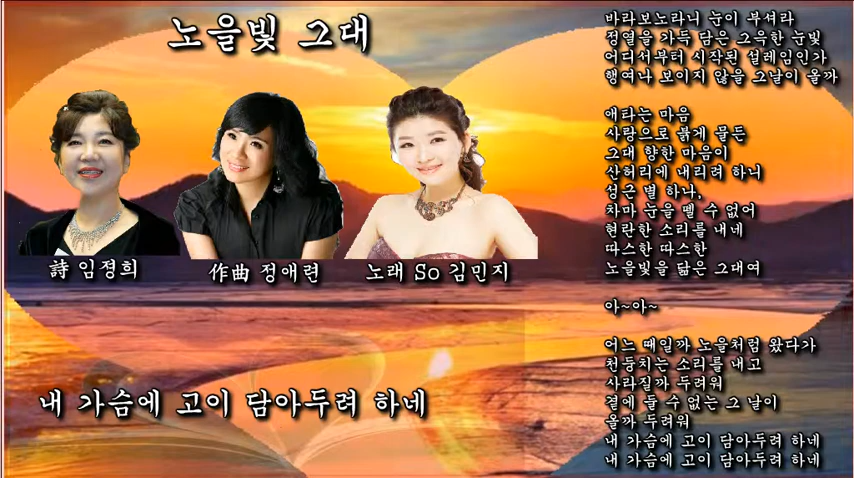 노을빛 그대
詩 임정희
作曲 정애련
노래 So 김민지
내 가슴에 고이 담아두려 하네
바라보노라니 눈이 부셔라
정열을 가득 담은 그윽한 눈빛
어디서부터 시작된 설레임인가
행여나 보이지 않을 그날이 올까
애타는 마음
사랑으로 붉게 물든
그대 향한 마음이
산허리에 내리려 하니
성근 별 하나,
차마 눈을 뗄 수 없어
현란한 소리를 내네
따스한 따스한
노을빛을 닮은 그대여
아~아~
어느 때일까 노을처럼 왔다가
천둥치는 소리를 내고
사라질까 두려워
곁에 둘 수 없는 그 날이
올까 두려워
내 가슴에 고이 담아두려 하네
내 가슴에 고이 담아두려 하네